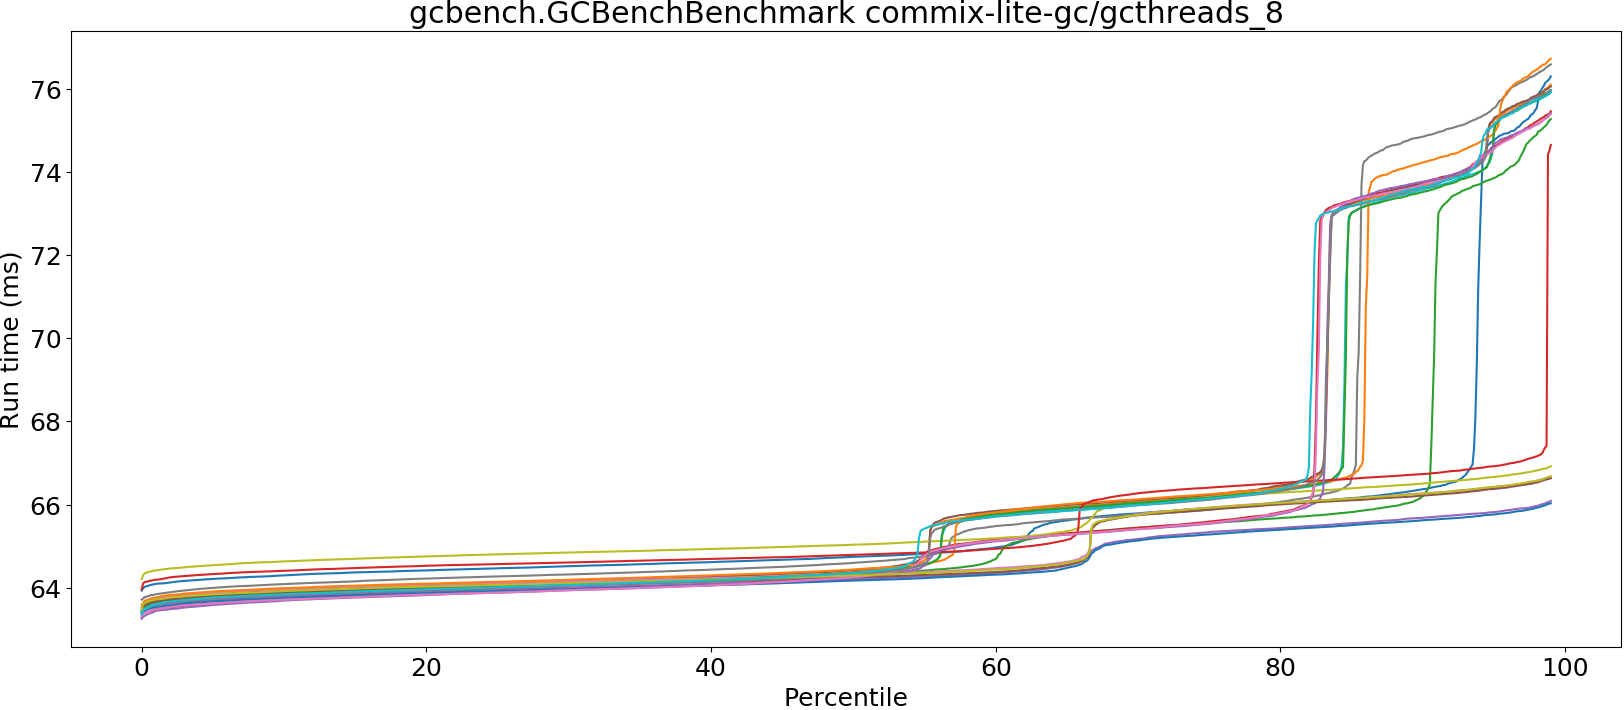 gcbench.GCBenchBenchmark commix-lite-gc/gcthreads_8
Run time (ms)
76
74
72
70
68
66
64
0 20 40 60 80 100
Percentile